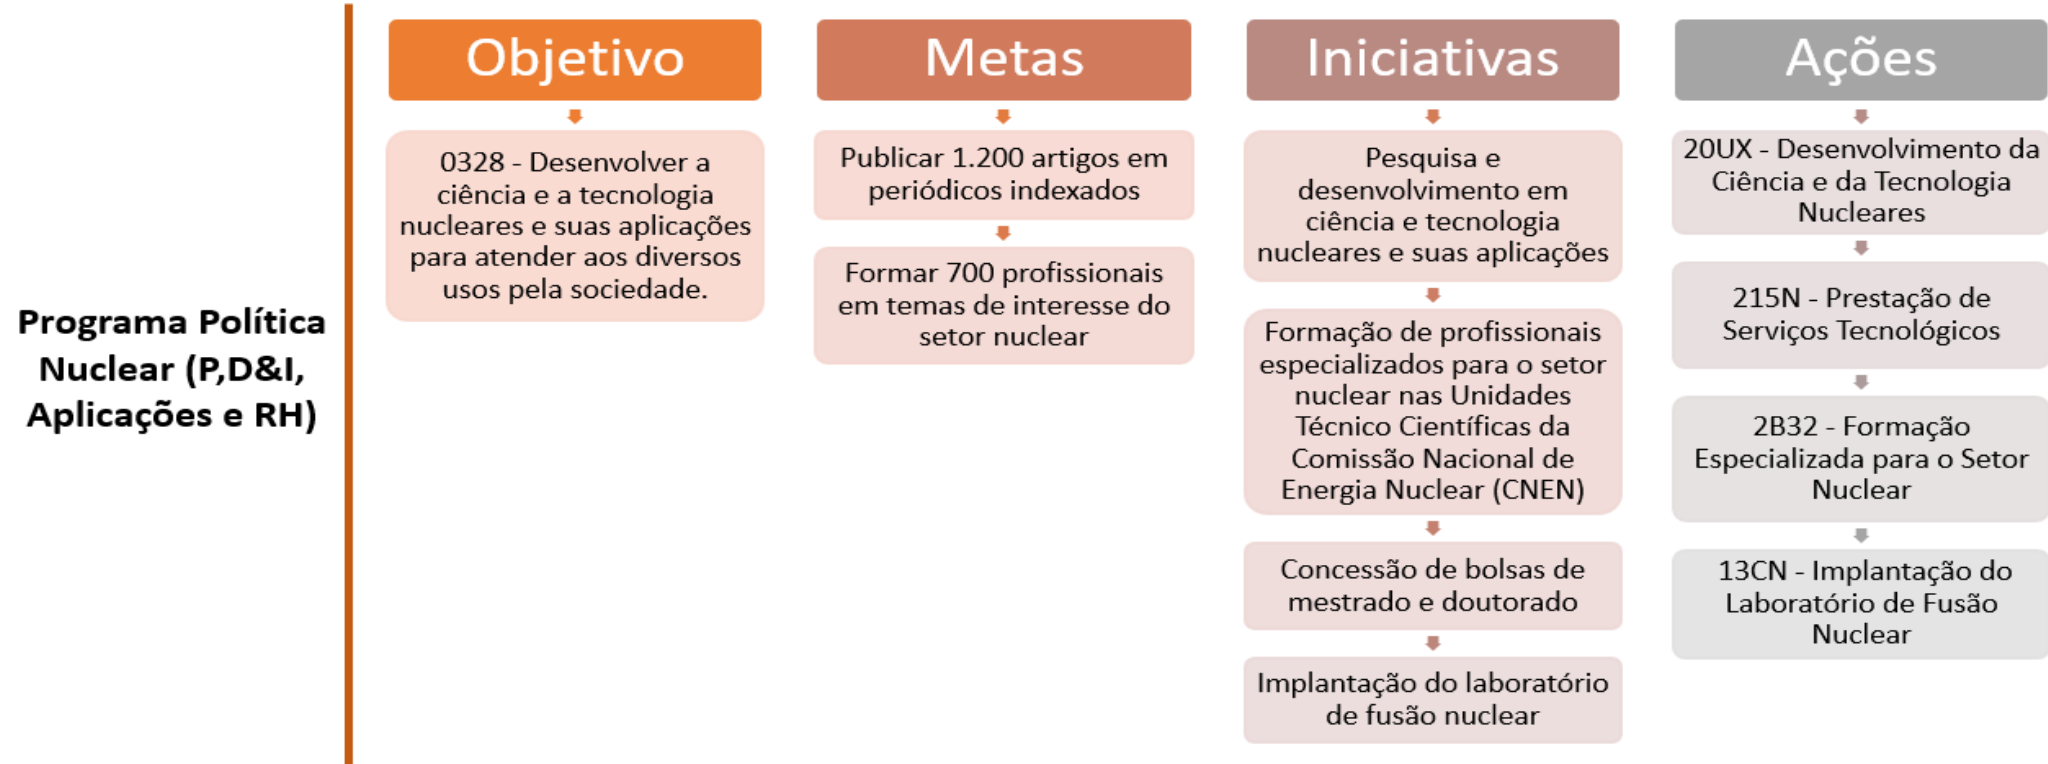 Programa Política
Nuclear (P,D&I,
Aplicações e RH)
Objetivo
0328 - Desenvolver a
ciência e a tecnologia
nucleares e suas aplicações
para atender aos diversos
usos pela sociedade.
Metas
Publicar 1.200 artigos em
periódicos indexados
Formar 700 profissionais
em temas de interesse do
setor nuclear
Iniciativas
Pesquisa e
desenvolvimento em
ciência e tecnologia
nucleares e suas aplicações
Formação de profissionais
especializados para o setor
nuclear nas Unidades
Técnico Científicas da
Comissão Nacional de
Energia Nuclear (CNEN)
Concessão de bolsas de
mestrado e doutorado
Implantação do laboratório
de fusão nuclear
Ações
20UX - Desenvolvimento da
Ciência e da Tecnologia
Nucleares
215N - Prestação de
Serviços Tecnológicos
2B32 - Formação
Especializada para o Setor
Nuclear
13CN - Implantação do
Laboratório de Fusão
Nuclear